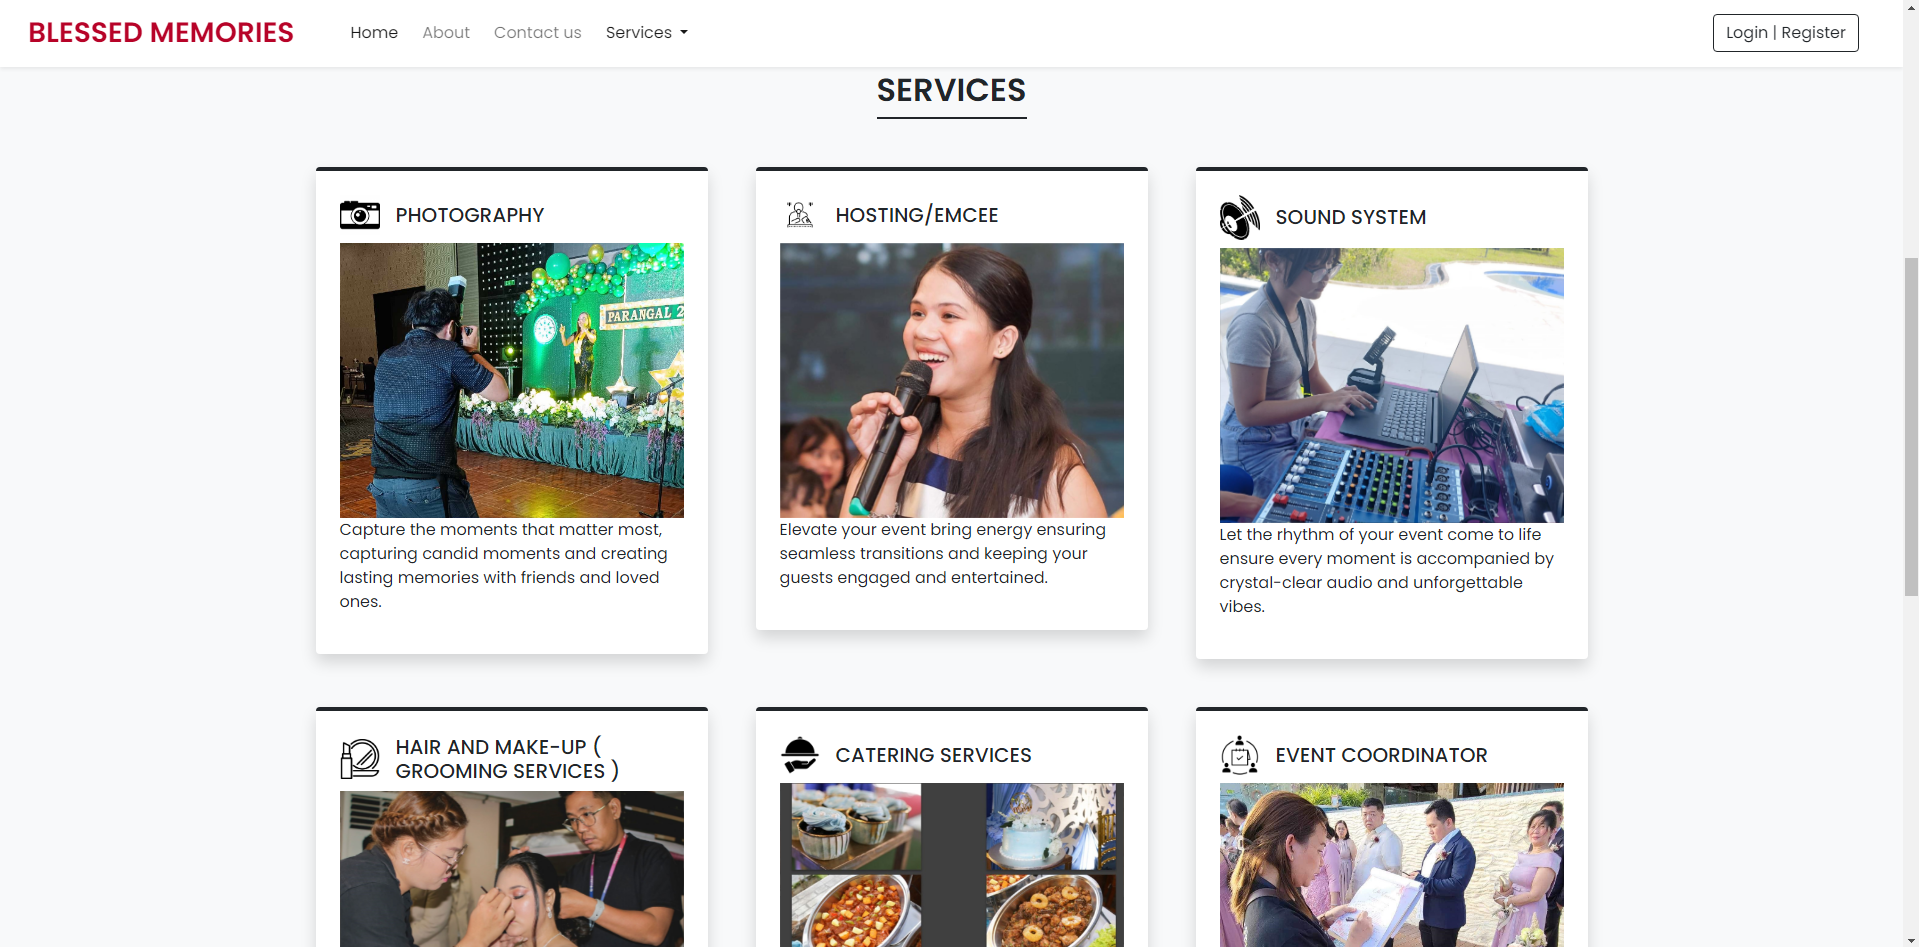 BLESSED MEMORIES
Home
About
Contact us
Services
Login | Register
SERVICES
PHOTOGRAPHY
PARANGAL 2
Capture the moments that matter most,
capturing candid moments and creating
lasting memories with friends and loved
ones.
HOSTING/EMCEE
Elevate your event bring energy ensuring
seamless transitions and keeping your
guests engaged and entertained.
SOUND SYSTEM
Let the rhythm of your event come to life
ensure every moment is accompanied by
crystal-clear audio and unforgettable
vibes.
HAIR AND MAKE-UP (
GROOMING SERVICES )
CATERING SERVICES
EVENT COORDINATOR